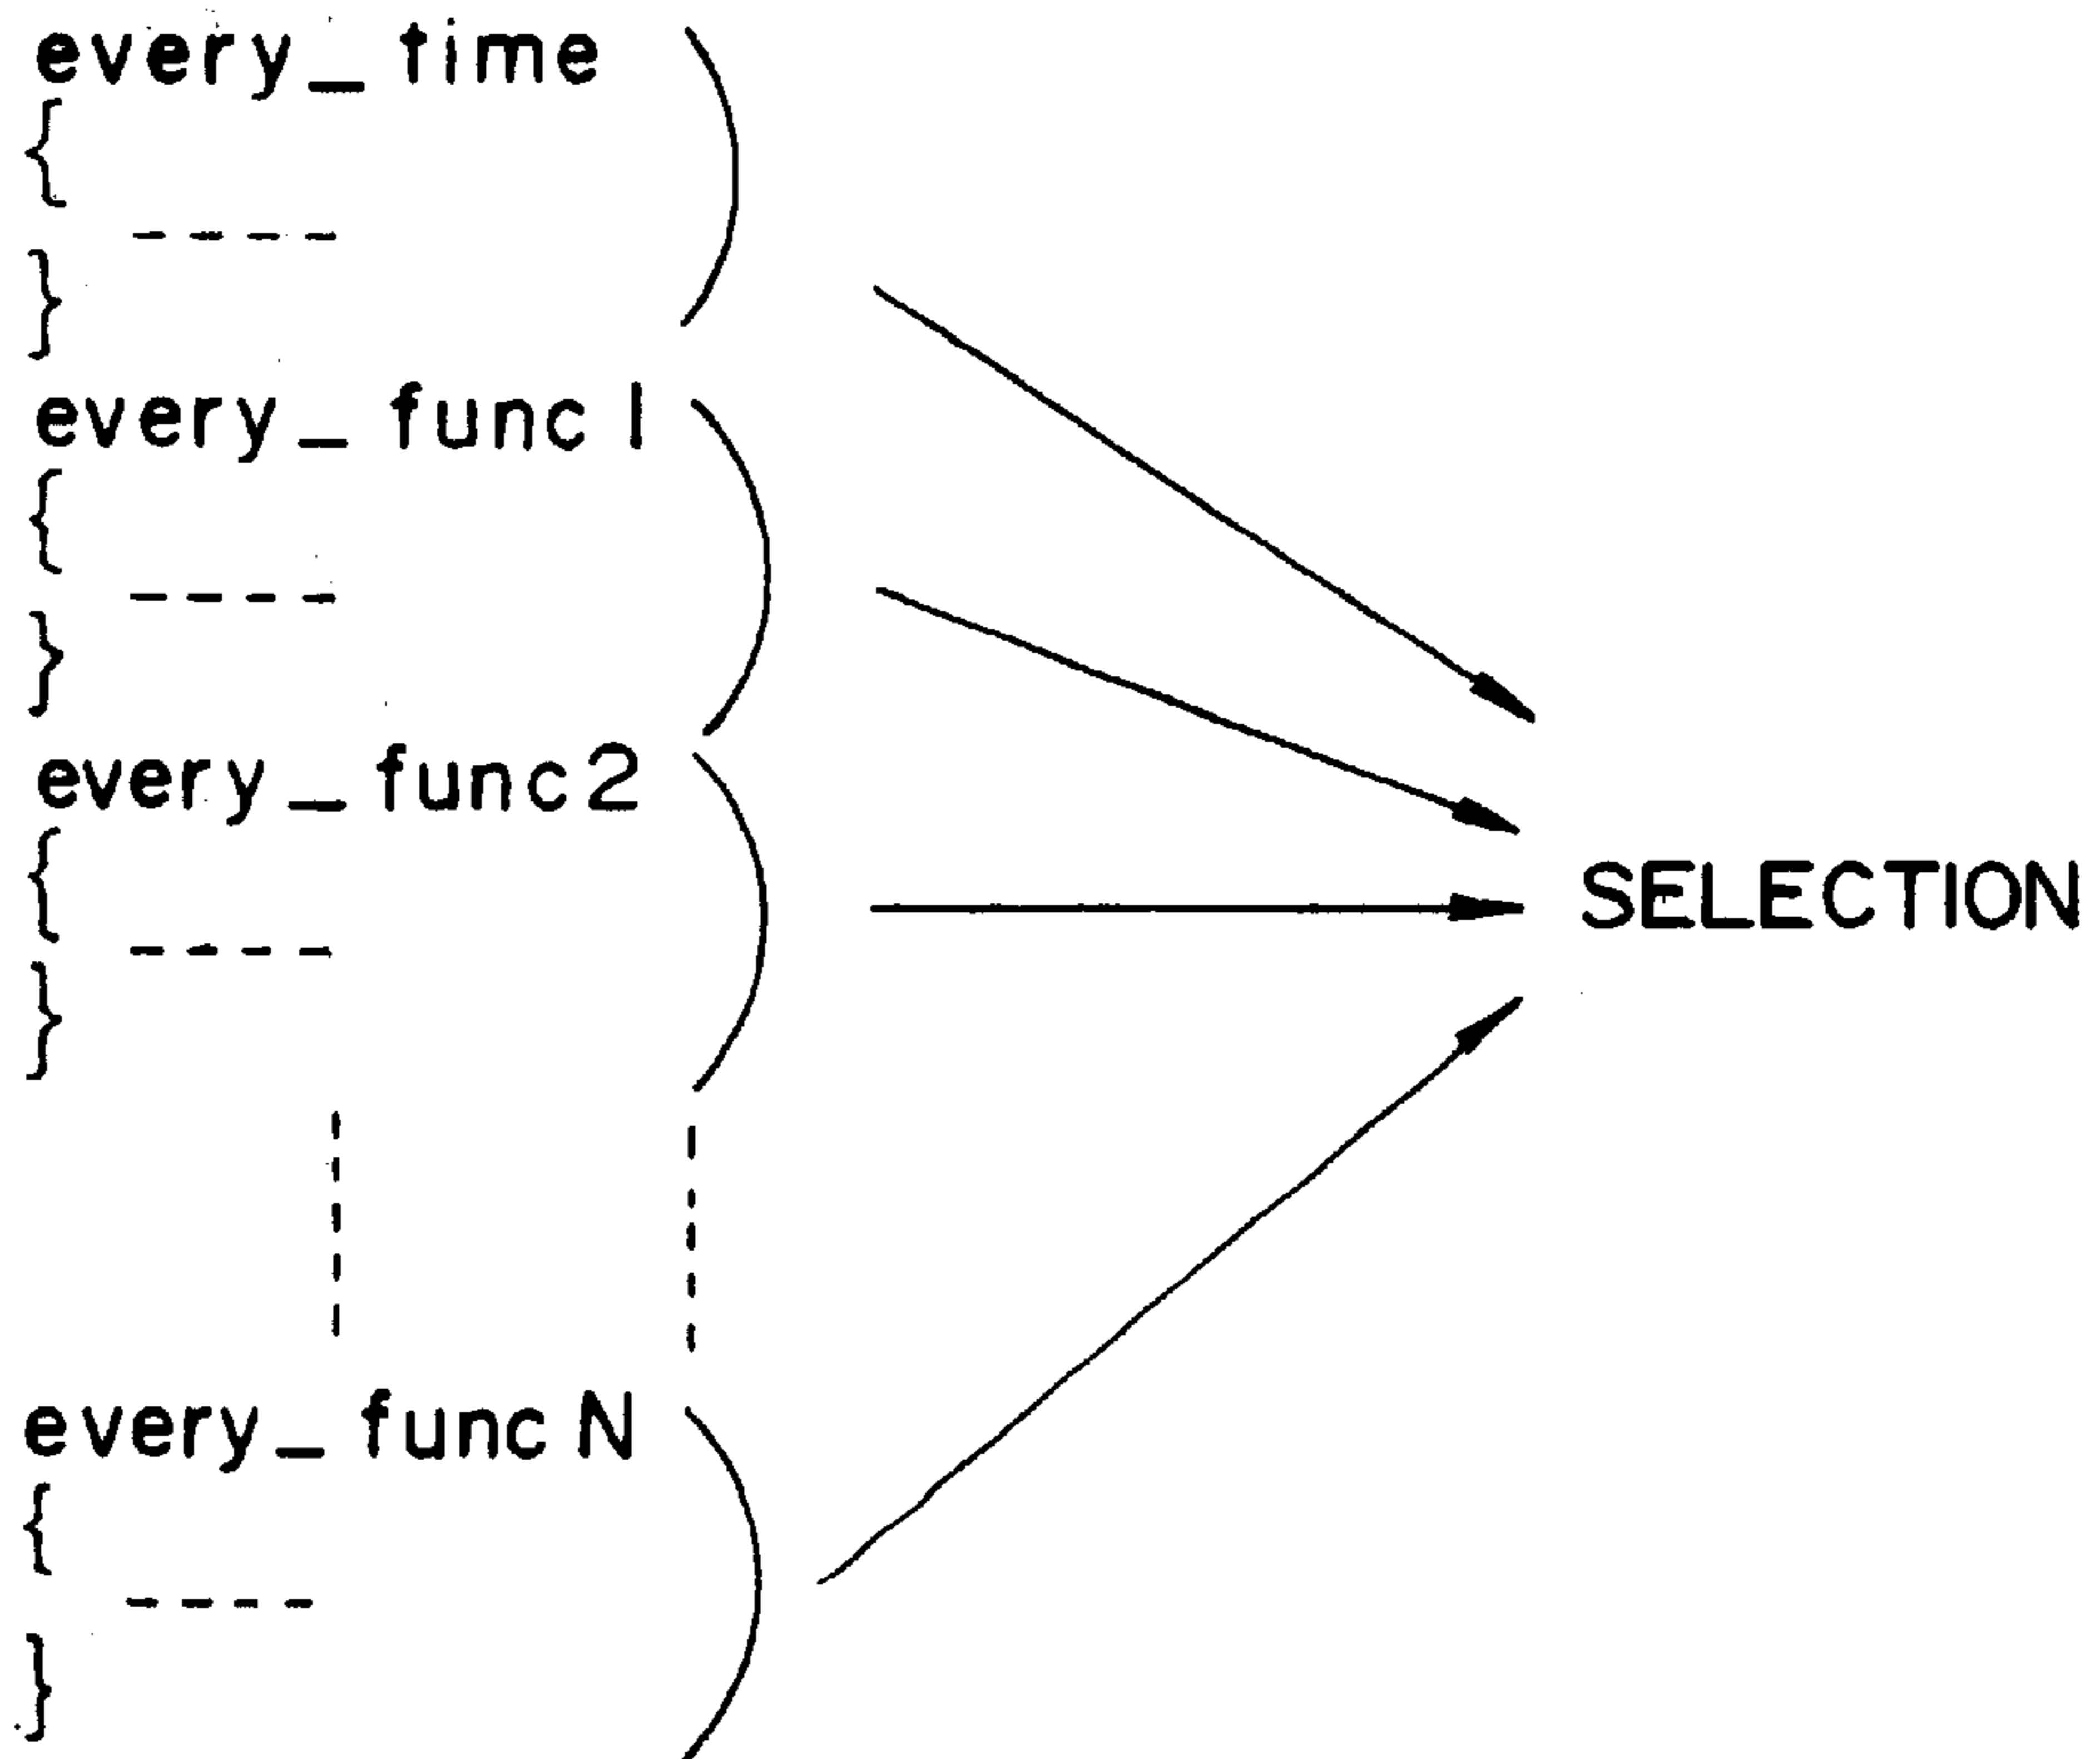 every_time
{
----
}
every_func1
{
----
}
every_func2
{
----
}
SELECTION
every_funcN
{
----
}